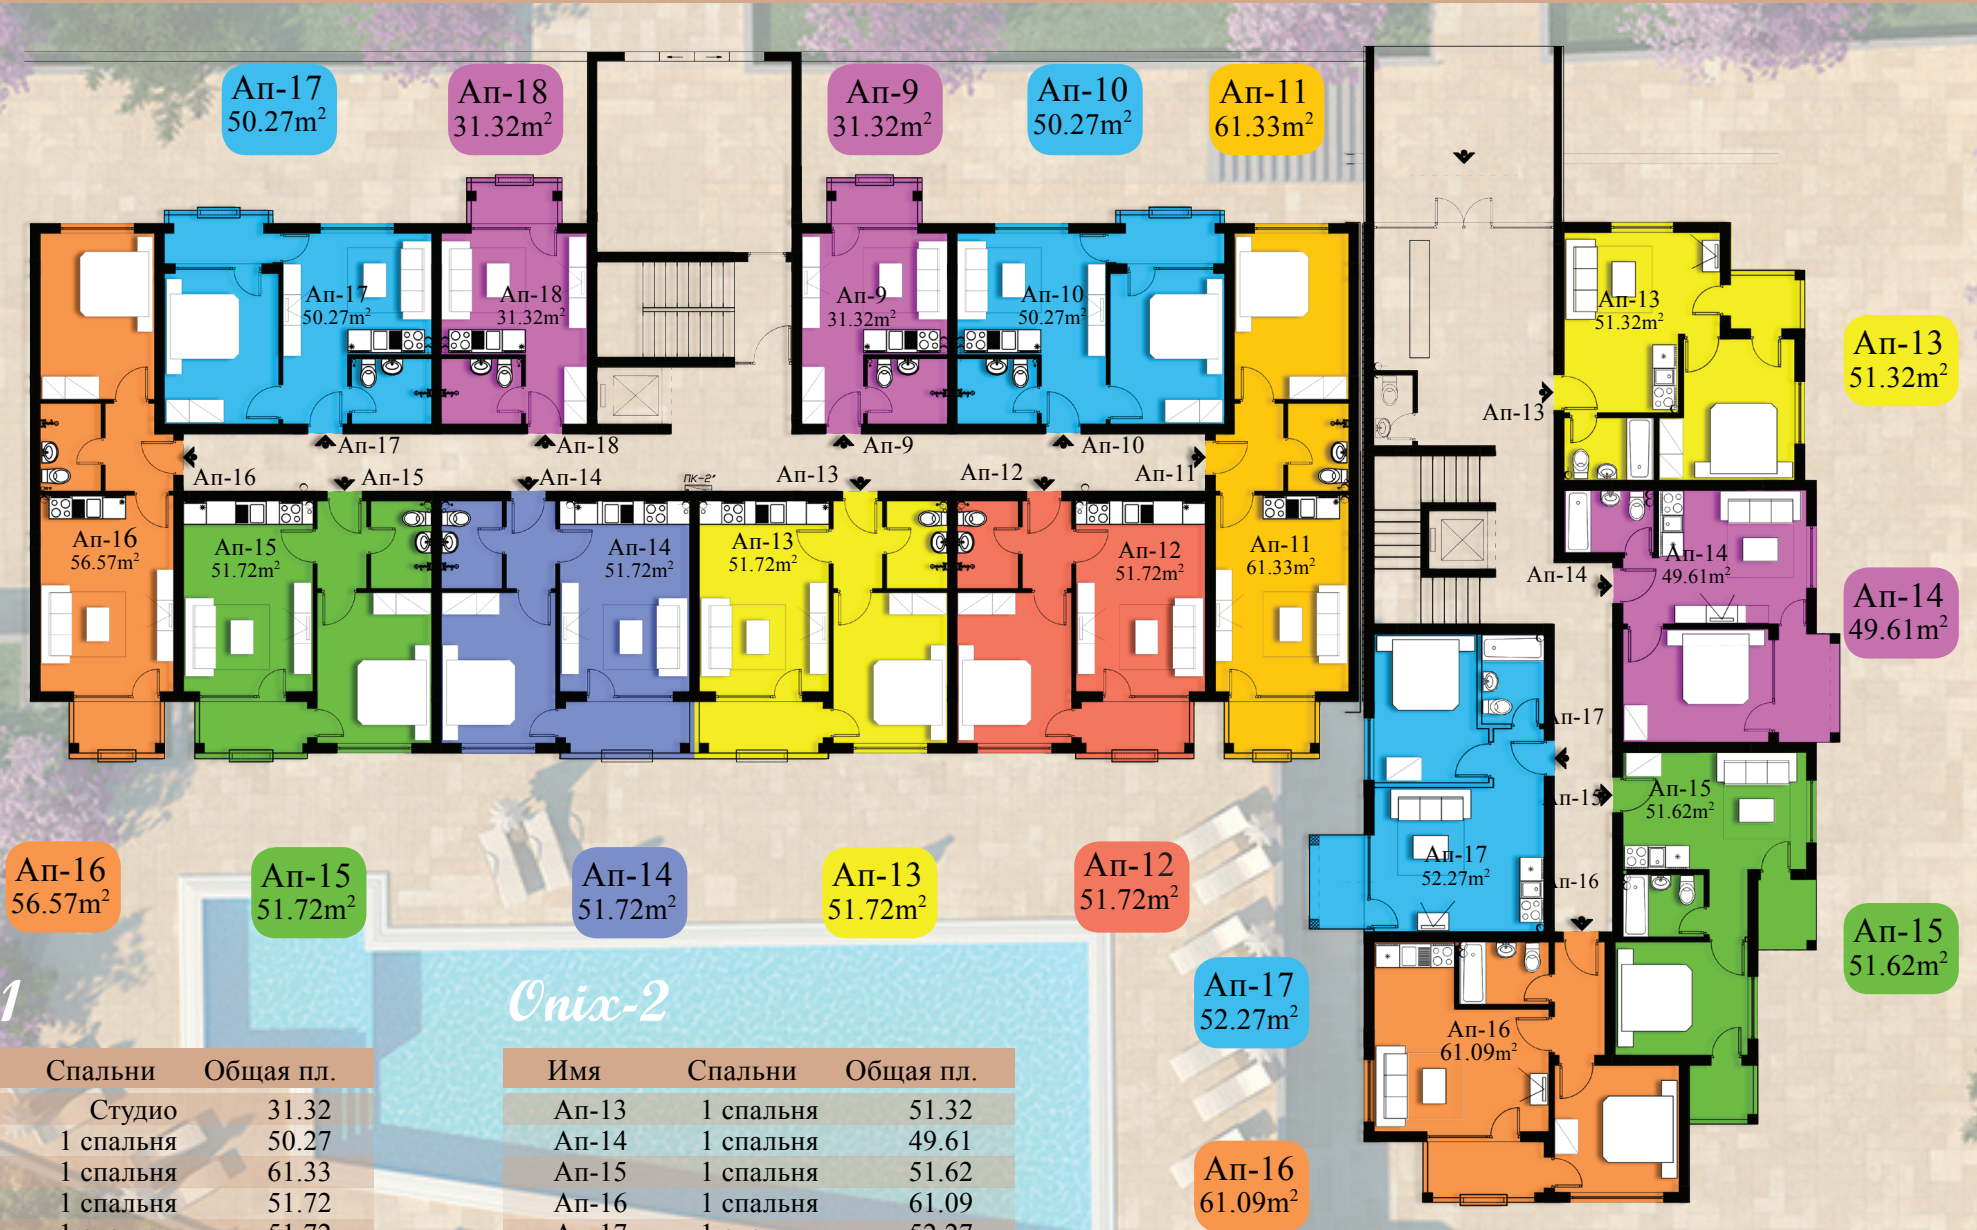 Ап-17
50.27m²
Ап-18
31.32m²
Ап-9
31.32m²
Ап-10
50.27m²
Ап-11
61.33m²
Ап-17
50.27m²
Ап-18
31.32m²
Ап-9
31.32m²
Ап-10
50.27m²
Ап-13
51.32m²
Ап-13
51.32m²
Ап-13
Ап-17
Ап-18
Ап-9
Ап-10
Ап-16
Ап-15
Ап-14
ПК-2"
Ап-13
Ап-12
Ап-11
Ап-16
56.57m²
Ап-15
51.72m²
Ап-14
51.72m²
Ап-13
51.72m²
Ап-12
51.72m²
Ап-11
61.33m²
Ап-14
Ап-14
49.61m²
Ап-14
49.61m²
Ап-17
Ап-15
Ап-15
51.62m²
Ап-17
52.27m²
Ап-16
Ап-16
56.57m²
Ап-15
51.72m²
Ап-14
51.72m²
Ап-13
51.72m²
Ап-12
51.72m²
Ап-15
51.62m²
Ап-17
52.27m²
Ап-16
61.09m²
Ап-16
61.09m²
1
Спальни Общая пл.
Студио 31.32
1 спальня 50.27
1 спальня 61.33
1 спальня 51.72
Onix-2
Имя Спальни Общая пл.
Ап-13 1 спальня 51.32
Ап-14 1 спальня 49.61
Ап-15 1 спальня 51.62
Ап-16 1 спальня 61.09